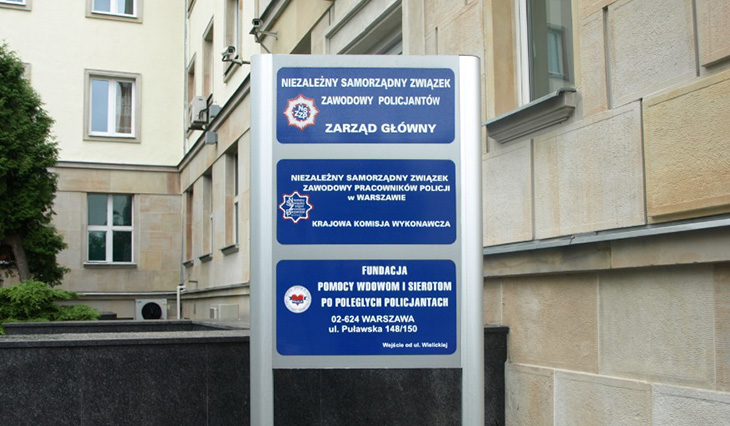 NIEZALEŻNY SAMORZĄDNY ZWIĄZEK
ZAWODOWY POLICJANTÓW
ZARZĄD GŁÓWNY
NIEZALEŻNY SAMORZĄDNY ZWIĄZEK
ZAWODOWY PRACOWNIKÓW POLICJI
w WARSZAWIE
KRAJOWA KOMISJA WYKONAWCZA
FUNDACJA
POMOCY WDOWOM I SIEROTOM
PO POLEGŁYCH POLICJANTACH
02-624 WARSZAWA
ul. Puławska 148/150
Wejście od ul. Wielickiej